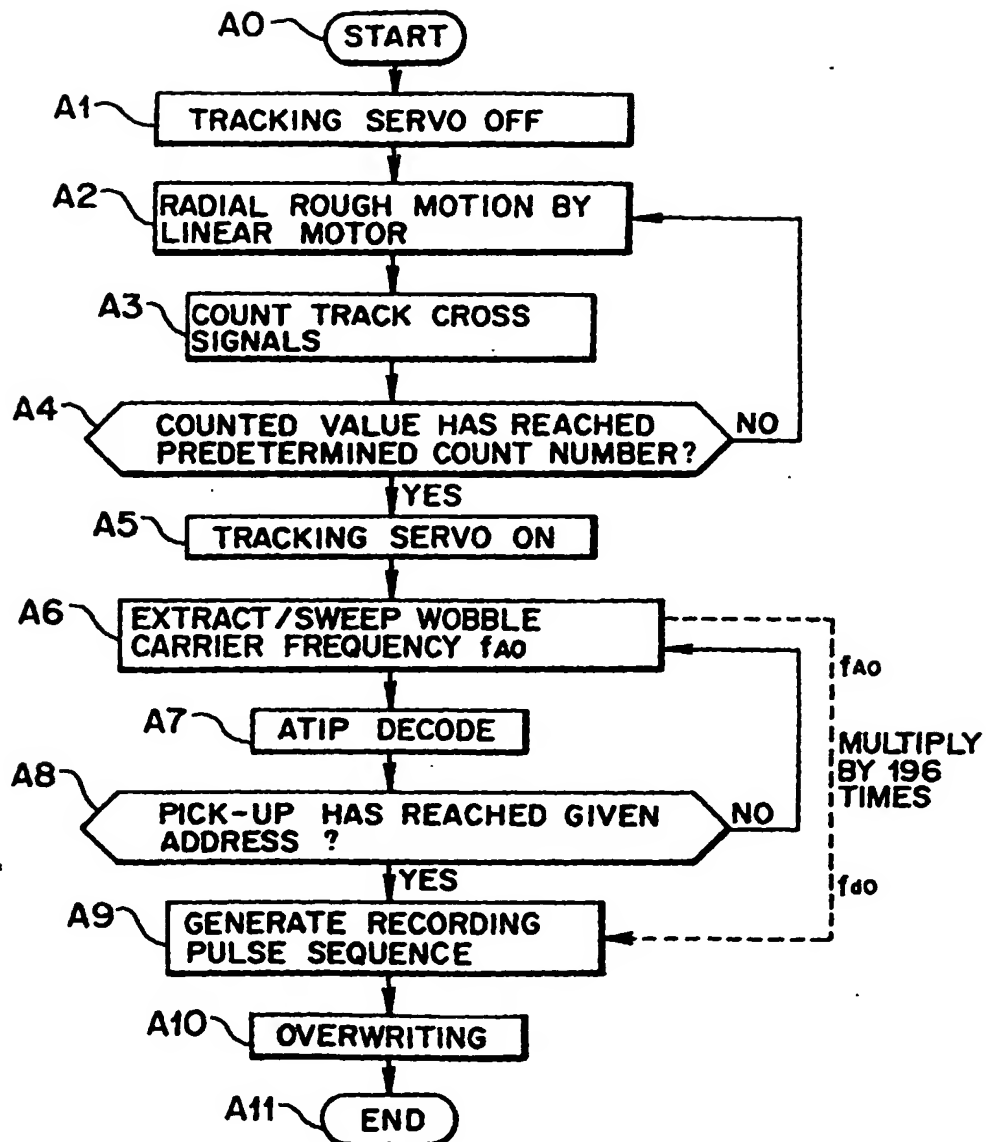 A0
START
A1
TRACKING SERVO OFF
A2
RADIAL ROUGH MOTION BY
LINEAR MOTOR
A3
COUNT TRACK CROSS
SIGNALS
A4
COUNTED VALUE HAS REACHED
PREDETERMINED COUNT NUMBER?
NO
YES
A5
TRACKING SERVO ON
A6
EXTRACT/SWEEP WOBBLE
CARRIER FREQUENCY fA0
fA0
A7
ATIP DECODE
MULTIPLY
BY 196
TIMES
A8
PICK-UP HAS REACHED GIVEN
ADDRESS ?
NO
YES
fd0
A9
GENERATE RECORDING
PULSE SEQUENCE
A10
OVERWRITING
A11
END